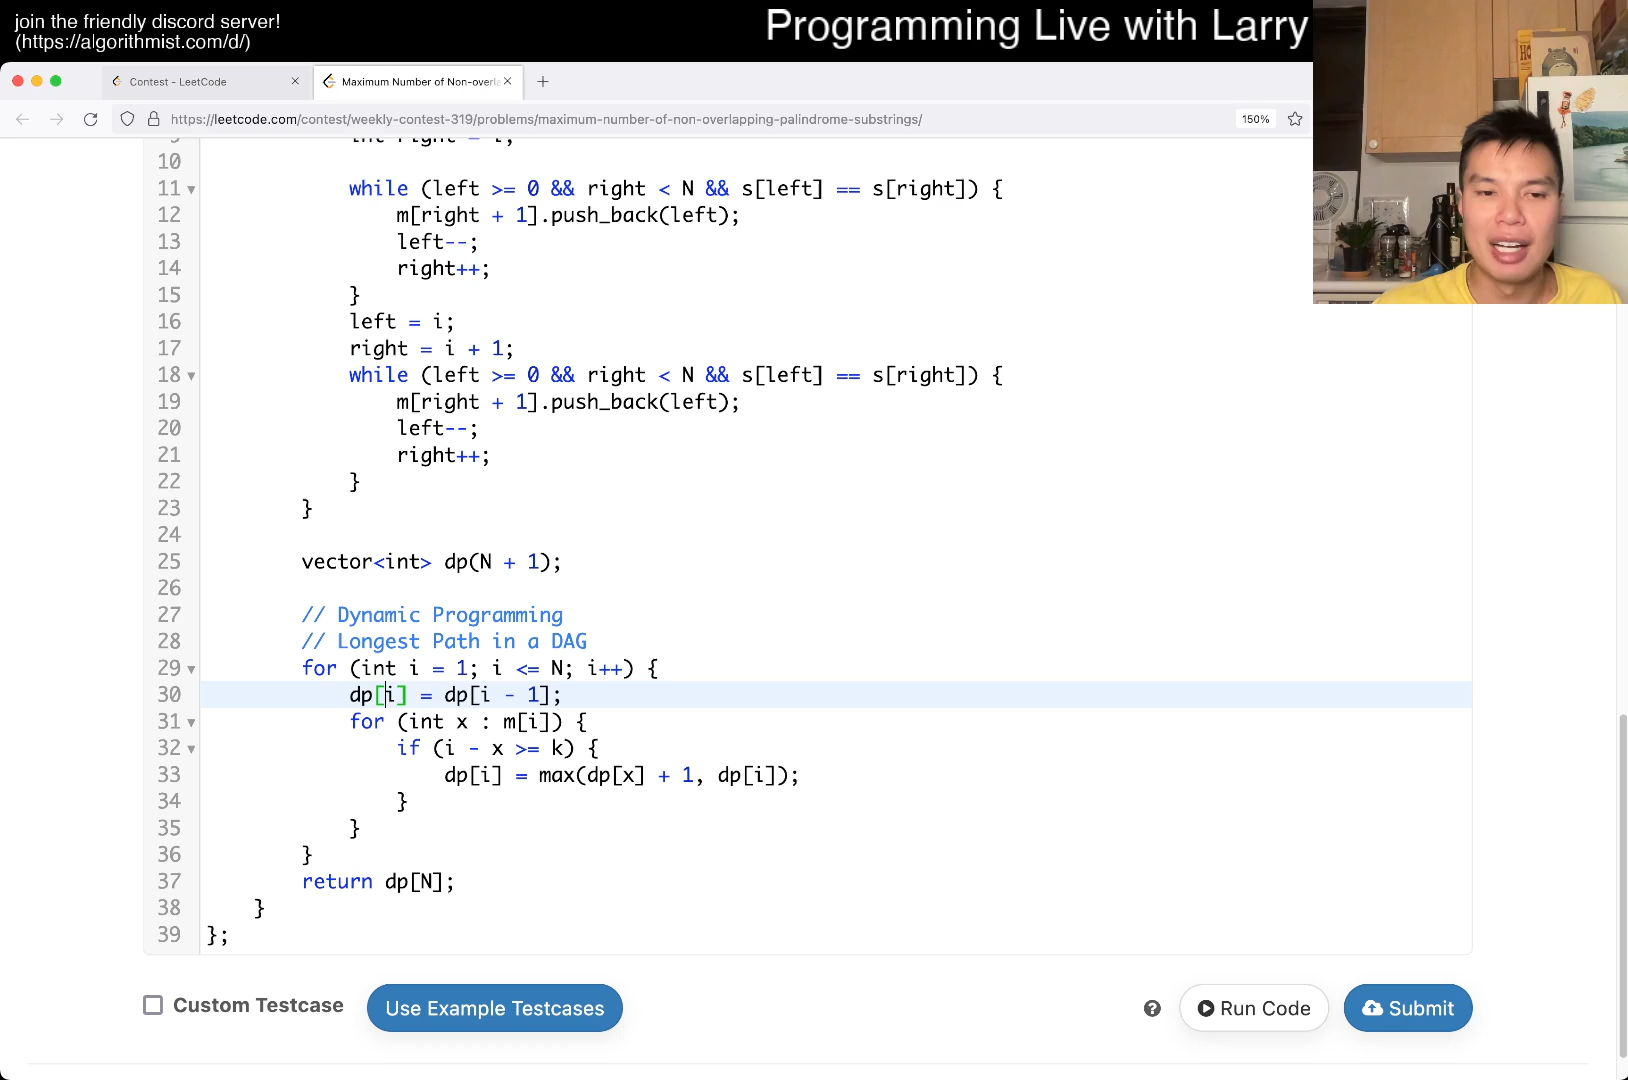 join the friendly discord server!
(https://algorithmist.com/d/)
Programming Live with Larry
Contest - LeetCode
Maximum Number of Non-overla
https://leetcode.com/contest/weekly-contest-319/problems/maximum-number-of-non-overlapping-palindrome-substrings/
150%
9 int right = i;
10
11 while (left >= 0 && right < N && s[left] == s[right]) {
12 m[right + 1].push_back(left);
13 left--;
14 right++;
15 }
16 left = i;
17 right = i + 1;
18 while (left >= 0 && right < N && s[left] == s[right]) {
19 m[right + 1].push_back(left);
20 left--;
21 right++;
22 }
23 }
24
25 vector<int> dp(N + 1);
26
27 // Dynamic Programming
28 // Longest Path in a DAG
29 for (int i = 1; i <= N; i++) {
30 dp[i] = dp[i - 1];
31 for (int x : m[i]) {
32 if (i - x >= k) {
33 dp[i] = max(dp[x] + 1, dp[i]);
34 }
35 }
36 }
37 return dp[N];
38 }
39 };
Custom Testcase
Use Example Testcases
?
Run Code
Submit